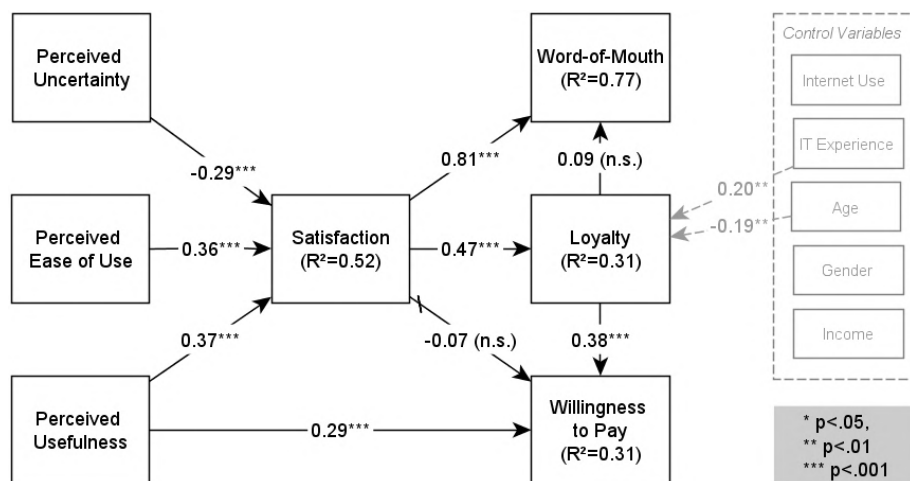 Perceived
Uncertainty
Word-of-Mouth
(R²=0.77)
Control Variables
Internet Use
IT Experience
Age
Gender
Income
-0.29***
0.81***
0.09 (n.s.)
0.20**
-0.19**
Perceived
Ease of Use
0.36***
Satisfaction
(R²=0.52)
0.47***
Loyalty
(R²=0.31)
0.37***
-0.07 (n.s.)
0.38***
Perceived
Usefulness
0.29***
Willingness
to Pay
(R²=0.31)
* p<.05,
** p<.01
*** p<.001